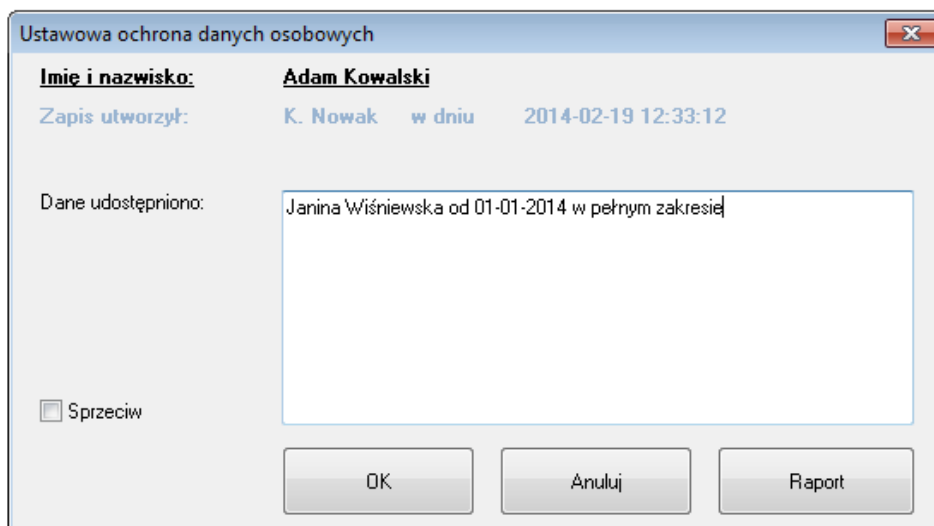 Ustawowa ochrona danych osobowych
Imię i nazwisko: Adam Kowalski
Zapis utworzył: K. Nowak w dniu 2014-02-19 12:33:12
Dane udostępniono: Janina Wiśniewska od 01-01-2014 w pełnym zakresie
Sprzeciw
OK Anuluj Raport